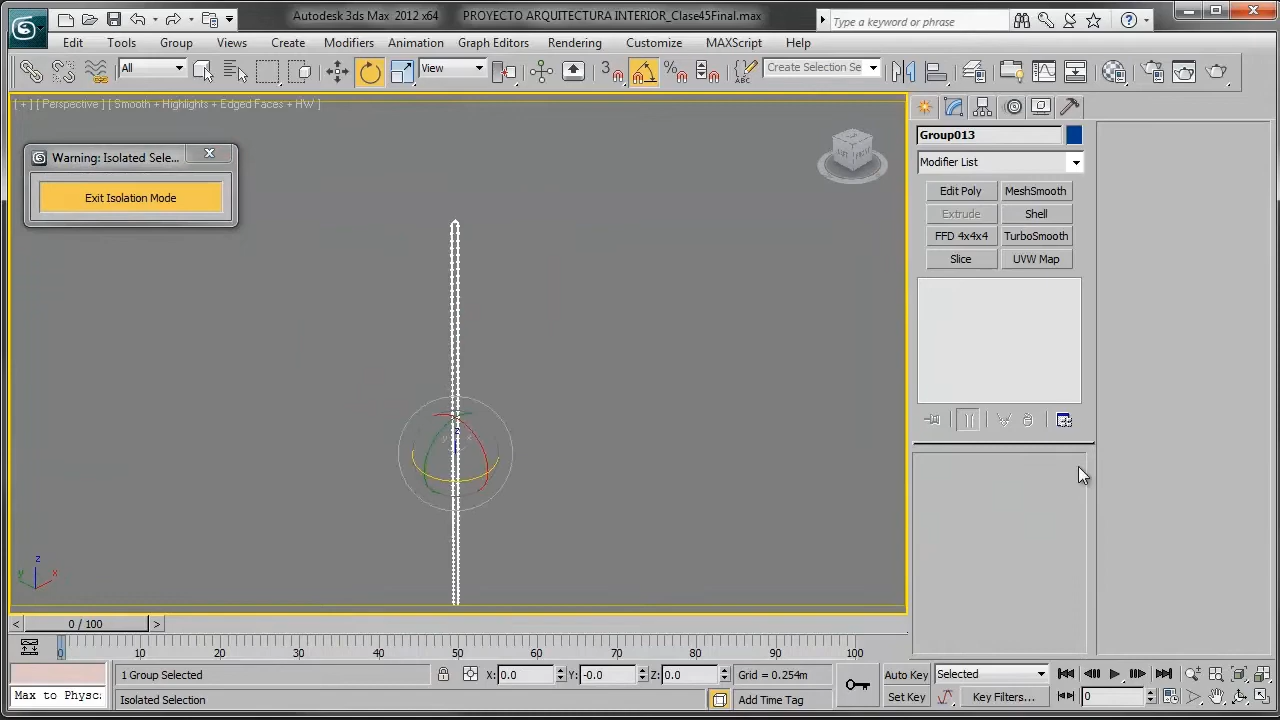 Autodesk 3ds Max 2012 x64 PROYECTO ARQUITECTURA INTERIOR_Clase45Final.max
Type a keyword or phrase
Edit Tools Group Views Create Modifiers Animation Graph Editors Rendering Customize MAXScript Help
All View 3 Create Selection Se
[ + ] [ Perspective ] [ Smooth + Highlights + Edged Faces + HW ]
Warning: Isolated Sele...
Exit Isolation Mode
Group013
Modifier List
Edit Poly MeshSmooth
Extrude Shell
FFD 4x4x4 TurboSmooth
Slice UVW Map
z
y x
0 / 100
0 10 20 30 40 50 60 70 80 90 100
1 Group Selected X: 0.0 Y: -0.0 Z: 0.0 Grid = 0.254m Auto Key Selected
Max to Physc: Isolated Selection Add Time Tag Set Key Key Filters... 0